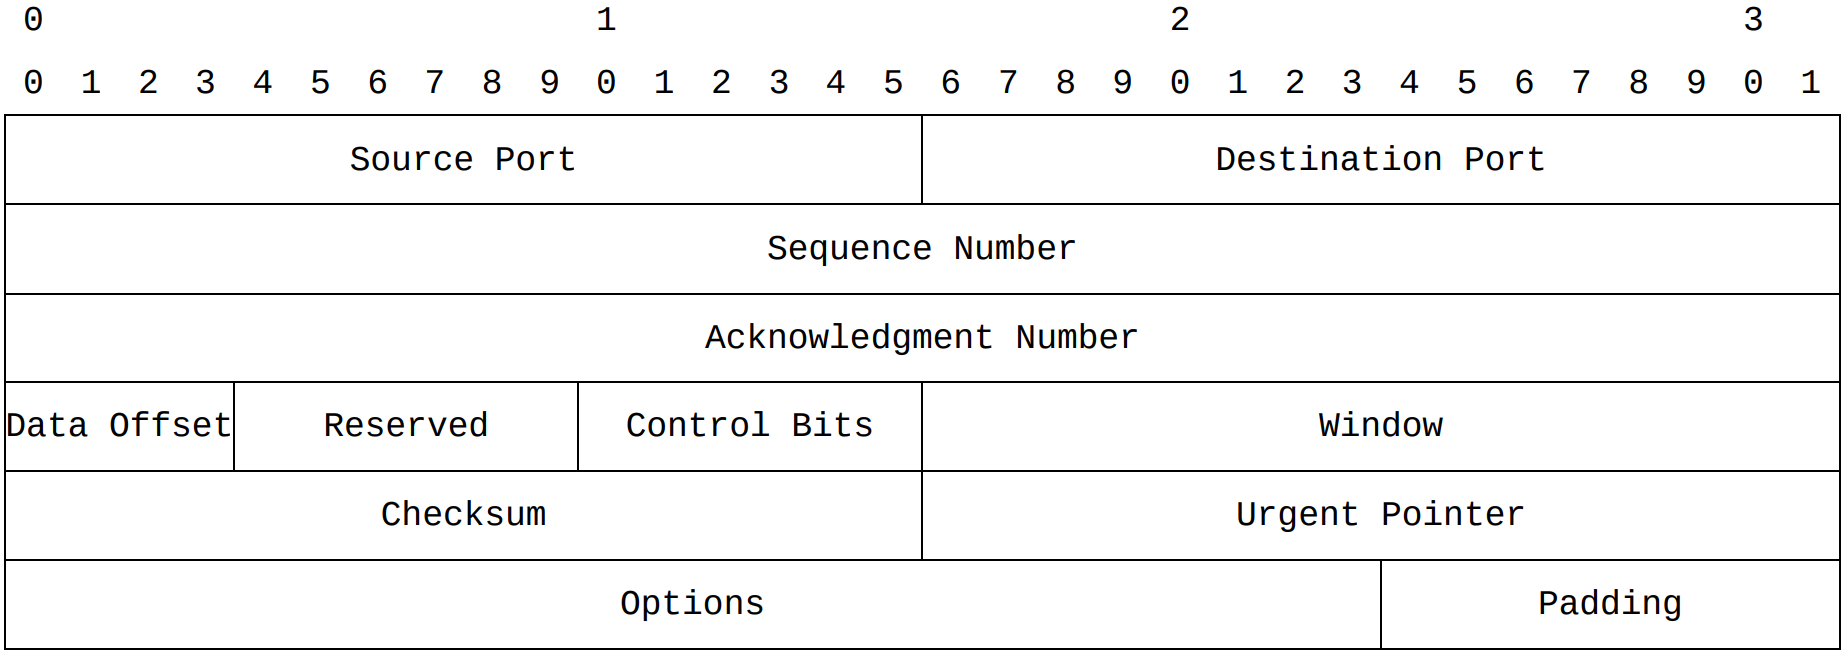 0 1 2 3
0 1 2 3 4 5 6 7 8 9 0 1 2 3 4 5 6 7 8 9 0 1 2 3 4 5 6 7 8 9 0 1
Source Port Destination Port
Sequence Number
Acknowledgment Number
Data Offset Reserved Control Bits Window
Checksum Urgent Pointer
Options Padding